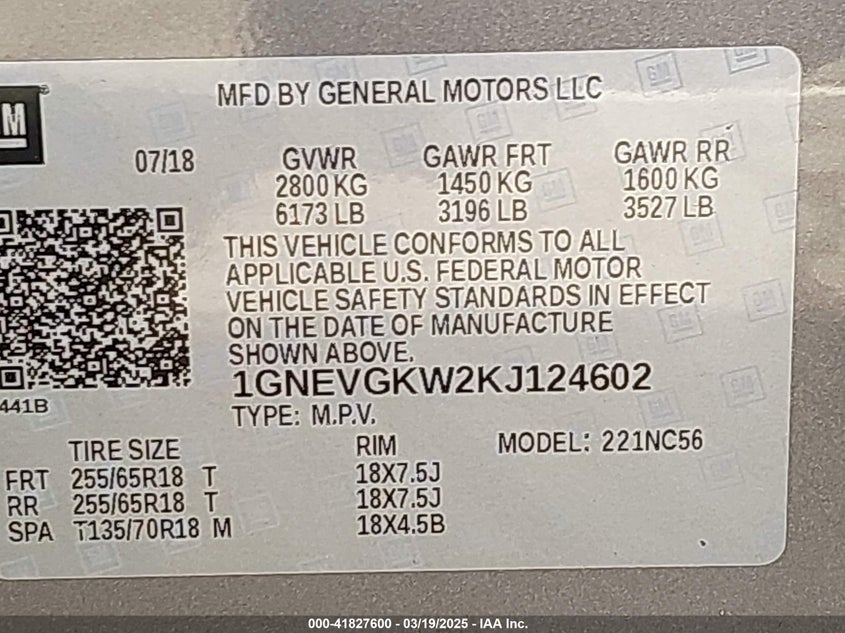 MFD BY GENERAL MOTORS LLC
GM
07/18 GVWR GAWR FRT GAWR RR
2800 KG 1450 KG 1600 KG
6173 LB 3196 LB 3527 LB
THIS VEHICLE CONFORMS TO ALL
APPLICABLE U.S. FEDERAL MOTOR
VEHICLE SAFETY STANDARDS IN EFFECT
ON THE DATE OF MANUFACTURE
SHOWN ABOVE.
1GNEVGKW2KJ124602
441B
TYPE: M.P.V.
TIRE SIZE RIM MODEL: 221NC56
FRT 255/65R18 T 18X7.5J
RR 255/65R18 T 18X7.5J
SPA T135/70R18 M 18X4.5B
000-41827600 - 03/19/2025 - IAA Inc.